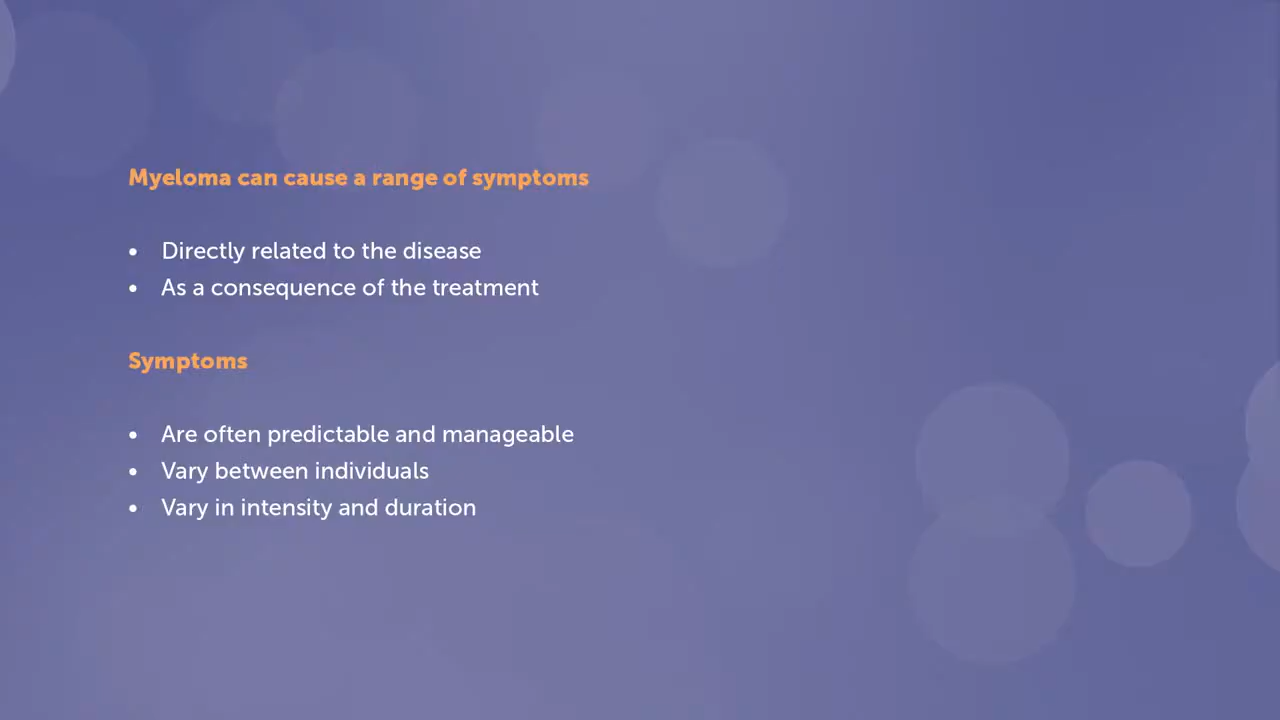 Myeloma can cause a range of symptoms
• Directly related to the disease
• As a consequence of the treatment
Symptoms
• Are often predictable and manageable
• Vary between individuals
• Vary in intensity and duration